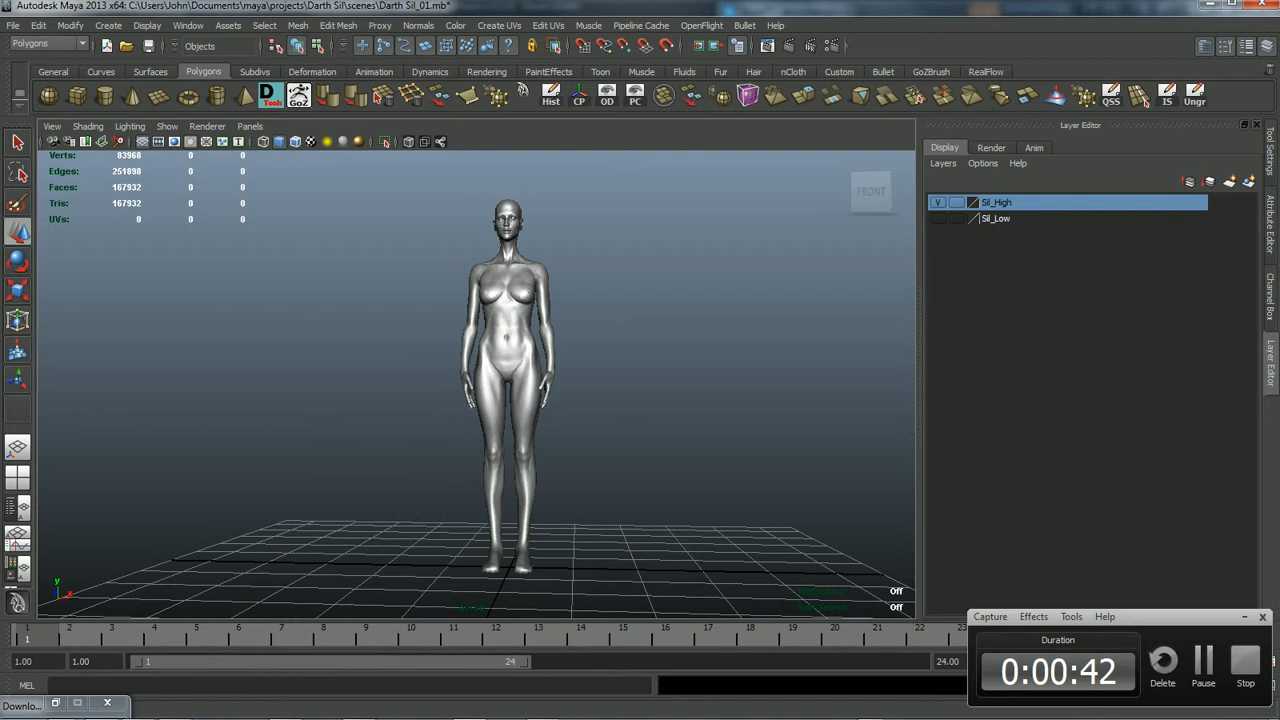 Autodesk Maya 2013 x64: C:\Users\John\Documents\maya\projects\Darth Sil\scenes\Darth Sil_01.mb*
File Edit Modify Create Display Window Assets Select Mesh Edit Mesh Proxy Normals Color Create UVs Edit UVs Muscle Pipeline Cache OpenFlight Bullet Help
Polygons Objects
General Curves Surfaces Polygons Subdivs Deformation Animation Dynamics Rendering PaintEffects Toon Muscle Fluids Fur Hair nCloth Custom Bullet GoZBrush RealFlow
D Tools GoZ Hist CP OD PC QSS IS Ungr
View Shading Lighting Show Renderer Panels
Layer Editor
Display Render Anim
Layers Options Help
Verts: 83968 0 0
Edges: 251898 0 0
Faces: 167932 0 0
Tris: 167932 0 0
UVs: 0 0 0
FRONT
V Sil_High
Sil_Low
Tool Settings
Attribute Editor
Channel Box
Layer Editor
y
x
Off
Off
1 2 3 4 5 6 7 8 9 10 11 12 13 14 15 16 17 18 19 20 21 22 23
1
1.00 1.00 1 24 24.00
MEL
Downlo...
Capture Effects Tools Help
Duration
0:00:42
Delete Pause Stop